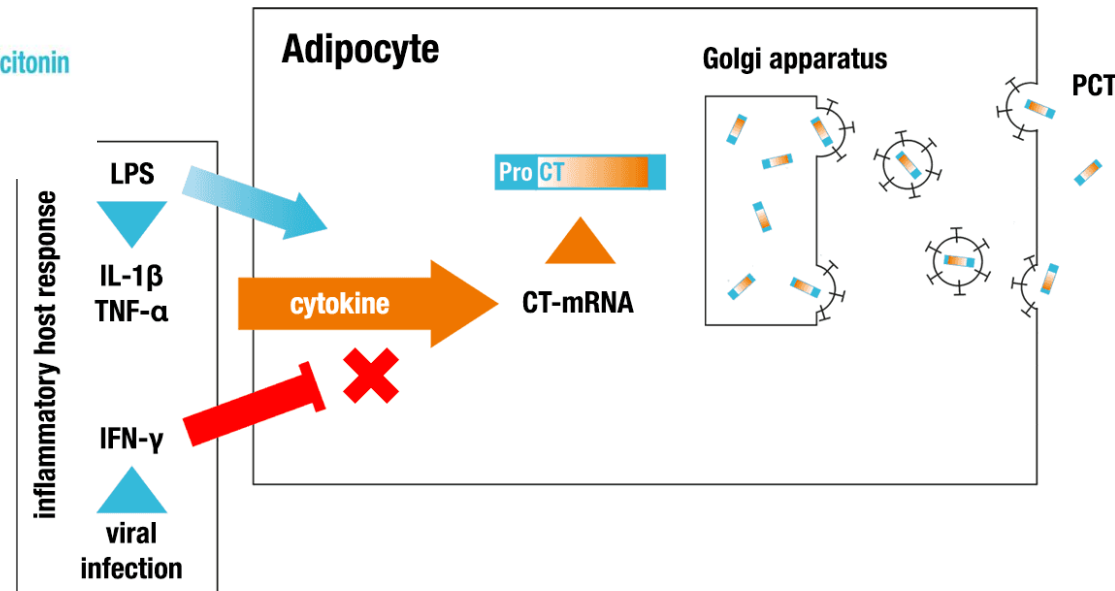 Adipocyte
citonin
Golgi apparatus
PCT
LPS
Pro CT
inflammatory host response
IL-1β
TNF-α
cytokine
CT-mRNA
IFN-γ
viral
infection